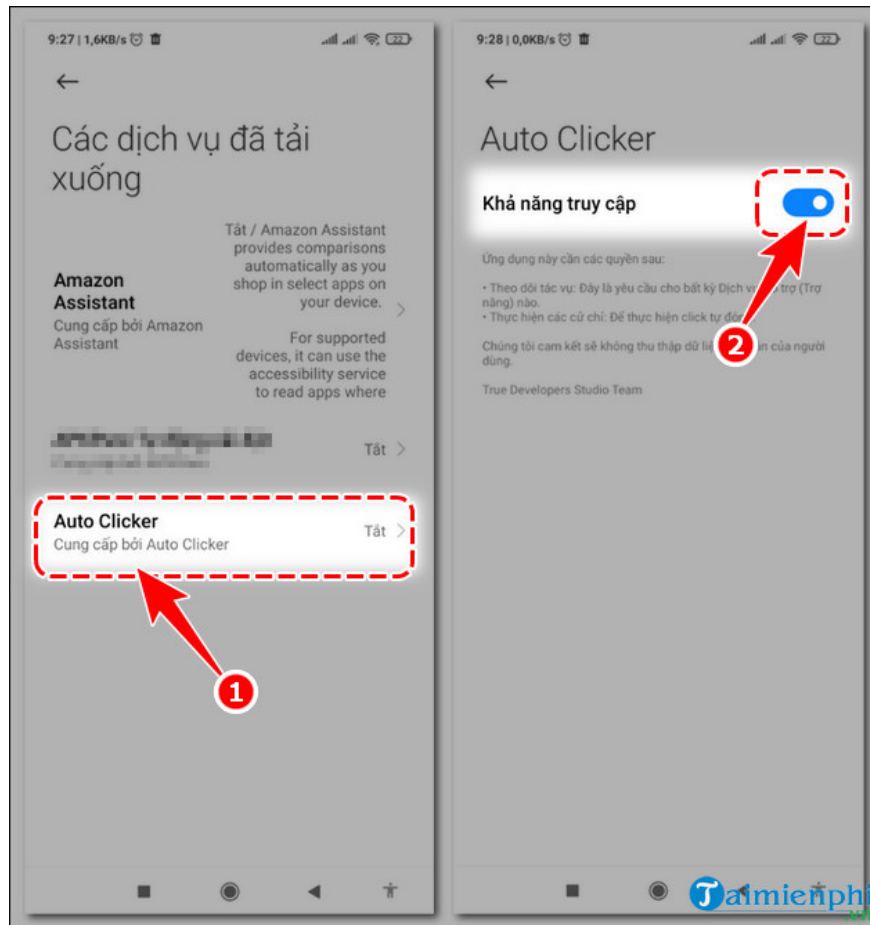 9:27 | 1,6KB/s
22
Các dịch vụ đã tải
xuống
Amazon
Assistant
Cung cấp bởi Amazon
Assistant
Tắt / Amazon Assistant
provides comparisons
automatically as you
shop in select apps on
your device.
For supported
devices, it can use the
accessibility service
to read apps where
Tắt
Auto Clicker
Cung cấp bởi Auto Clicker
Tắt
1
9:28 | 0,0KB/s
22
Auto Clicker
Khả năng truy cập
Ứng dụng này cần các quyền sau:
• Theo dõi tác vụ: Đây là yêu cầu cho bất kỳ Dịch trợ (Trợ
năng) nào.
• Thực hiện các cử chỉ: Để thực hiện click tự
Chúng tôi cam kết sẽ không thu thập dữ của người
dùng.
True Developers Studio Team
2
Taimienphi
.vn